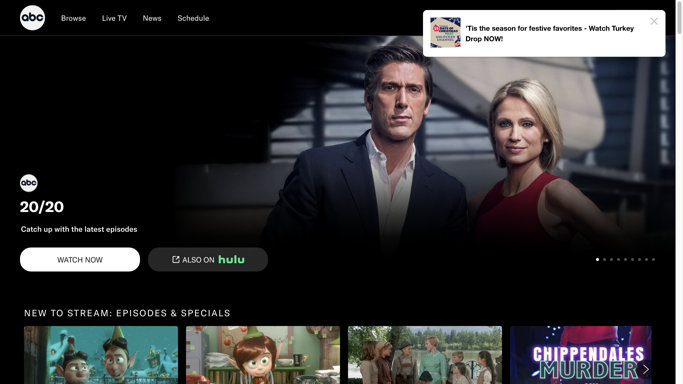 abc
Browse
Live TV
News
Schedule
'Tis the season for festive favorites - Watch Turkey
Drop NOW!
abc
20/20
Catch up with the latest episodes
WATCH NOW
ALSO ON hulu
NEW TO STREAM: EPISODES & SPECIALS
CHIPPENDALES
MURDER